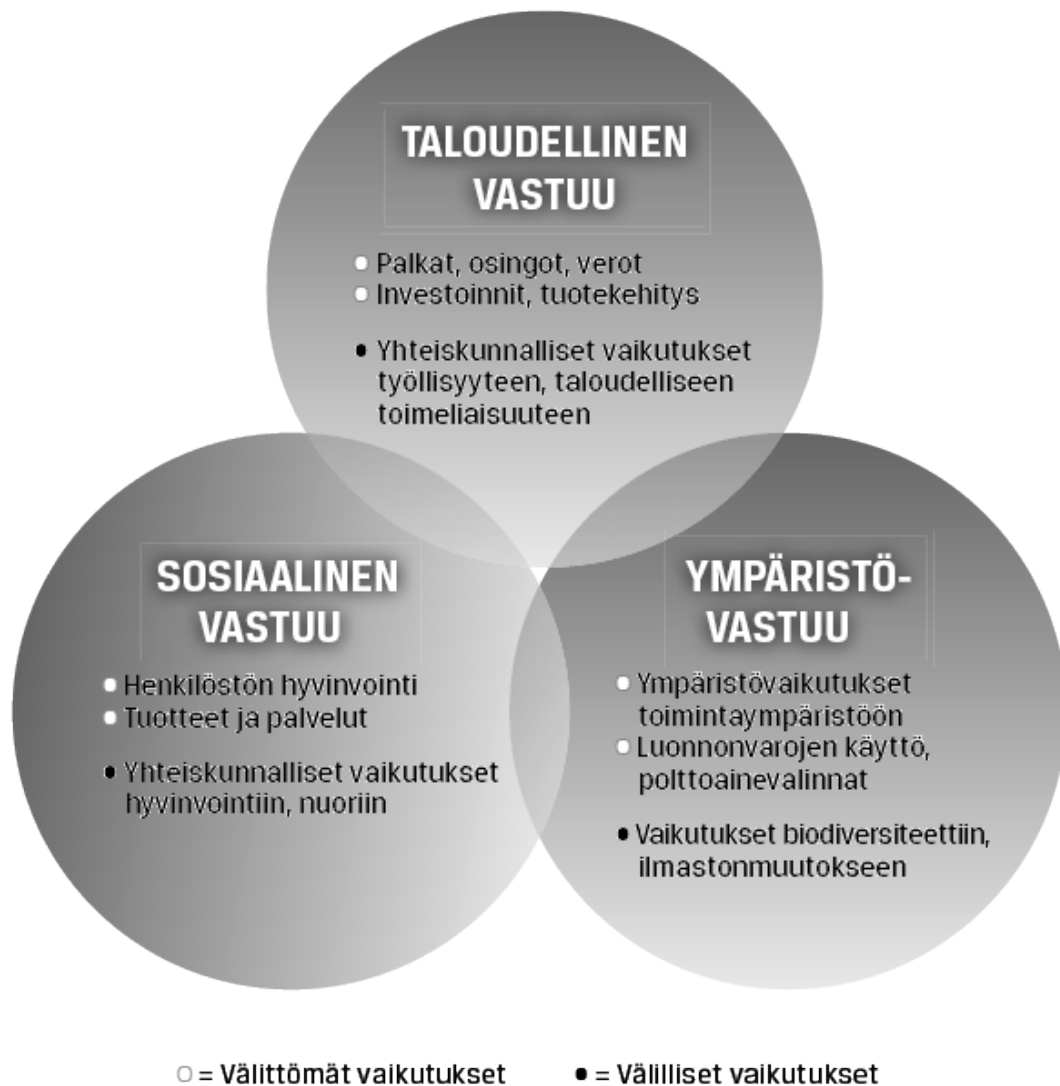 TALOUDELLINEN
VASTUU
Palkat, osingot, verot
Investoinnit, tuotekehitys
• Yhteiskunnalliset vaikutukset
työllisyyteen, taloudelliseen
toimeliaisuuteen
SOSIAALINEN
VASTUU
Henkilöstön hyvinvointi
Tuotteet ja palvelut
• Yhteiskunnalliset vaikutukset
hyvinvointiin, nuoriin
YMPÄRISTÖ-
VASTUU
Ympäristövaikutukset
toimintaympäristöön
Luonnonvarojen käyttö,
polttoainevalinnat
• Vaikutukset biodiversiteettiin,
ilmastonmuutokseen
○ = Välittömät vaikutukset • = Välilliset vaikutukset